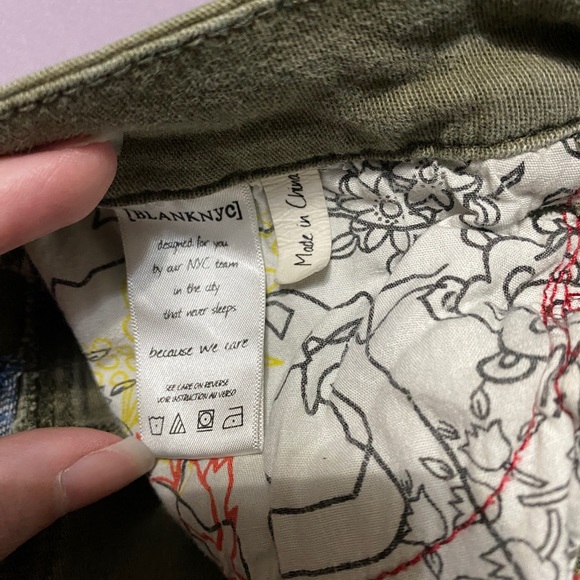 [BLANKNYC]
designed for you
by our NYC team
in the city
that never sleeps
because we care
SEE CARE ON REVERSE
VOIR INSTRUCTION AU VERSO
Made in China